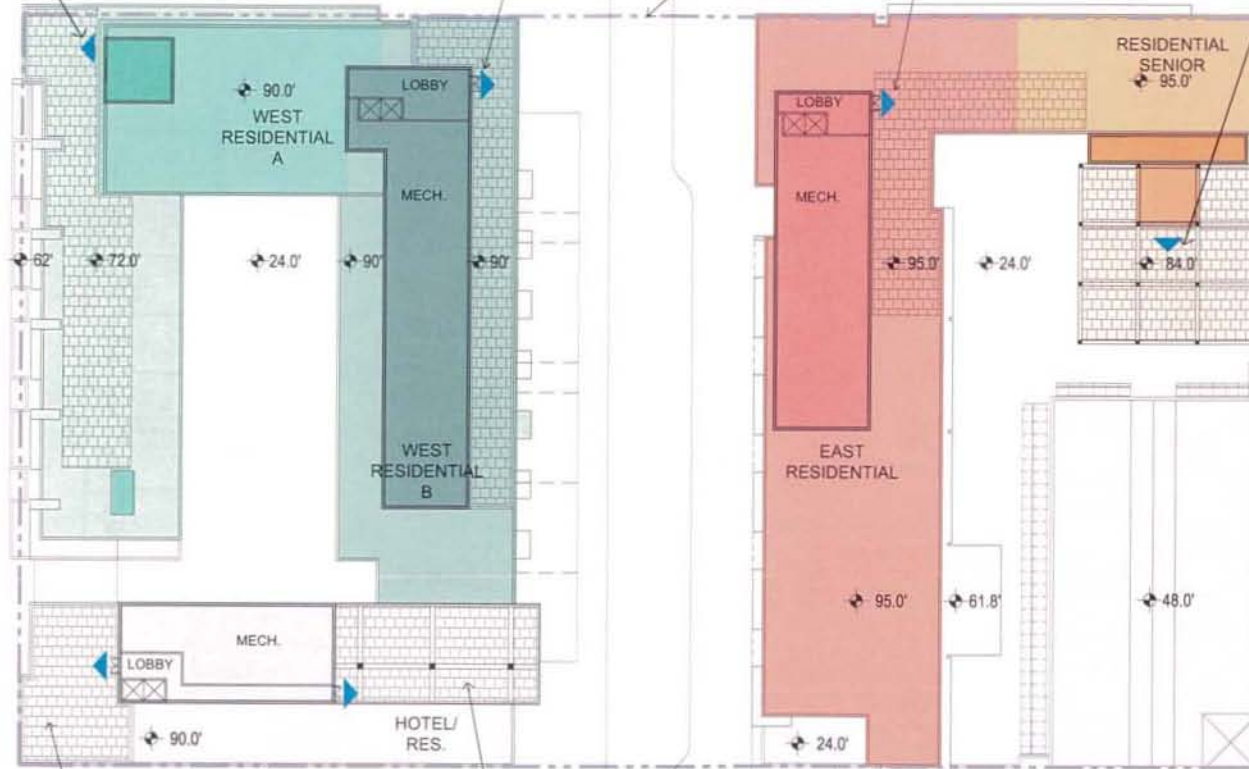 LOBBY
90.0'
WEST
RESIDENTIAL
A
MECH.
62'
72.0'
24.0'
90'
90'
WEST
RESIDENTIAL
B
MECH.
LOBBY
HOTEL/
RES.
90.0'
RESIDENTIAL
SENIOR
95.0'
LOBBY
MECH.
95.0'
24.0'
84.0'
EAST
RESIDENTIAL
95.0'
61.8'
48.0'
24.0'